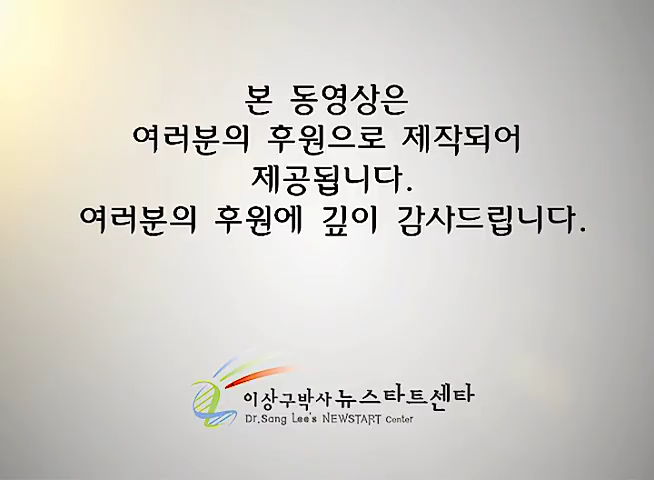 본 동영상은
여러분의 후원으로 제작되어
제공됩니다.
여러분의 후원에 깊이 감사드립니다.
이상구박사 뉴스타트센타
Dr.Sang Lee's NEWSTART Center